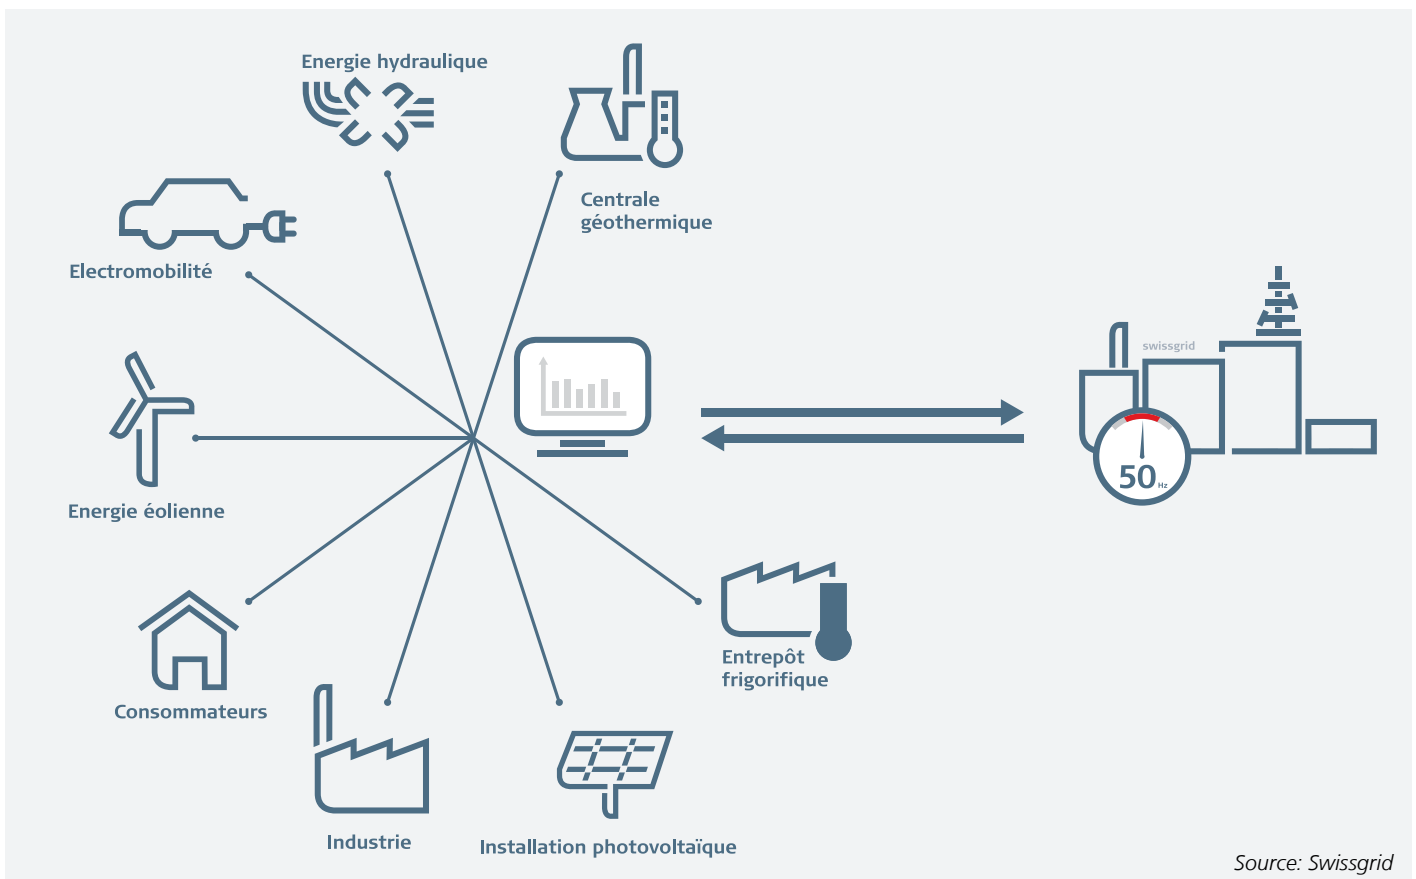 Energie hydraulique
Centrale
géothermique
Electromobilité
swissgrid
50 Hz
Energie éolienne
Entrepôt
frigorifique
Consommateurs
Industrie
Installation photovoltaïque
Source: Swissgrid